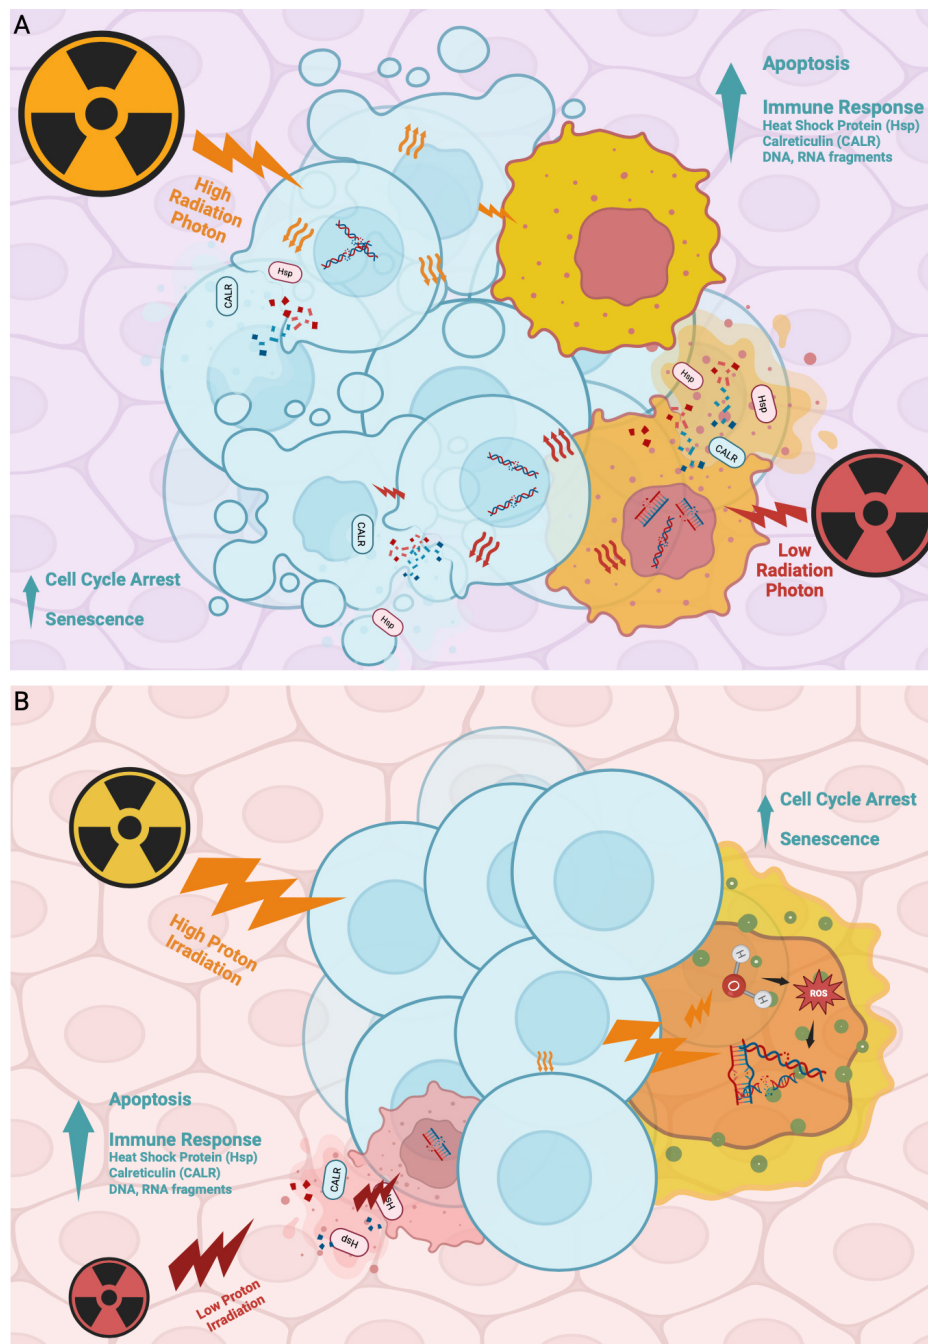 A
High
Radiation
Photon
Apoptosis
Immune Response
Heat Shock Protein (Hsp)
Calreticulin (CALR)
DNA, RNA fragments
CALR
Hsp
Hsp
Hsp
CALR
CALR
Hsp
Low
Radiation
Photon
Cell Cycle Arrest
Senescence
B
High Proton
Irradiation
Cell Cycle Arrest
Senescence
H
O
H
ROS
Apoptosis
Immune Response
Heat Shock Protein (Hsp)
Calreticulin (CALR)
DNA, RNA fragments
CALR
Hsp
Hsp
Low Proton
Irradiation